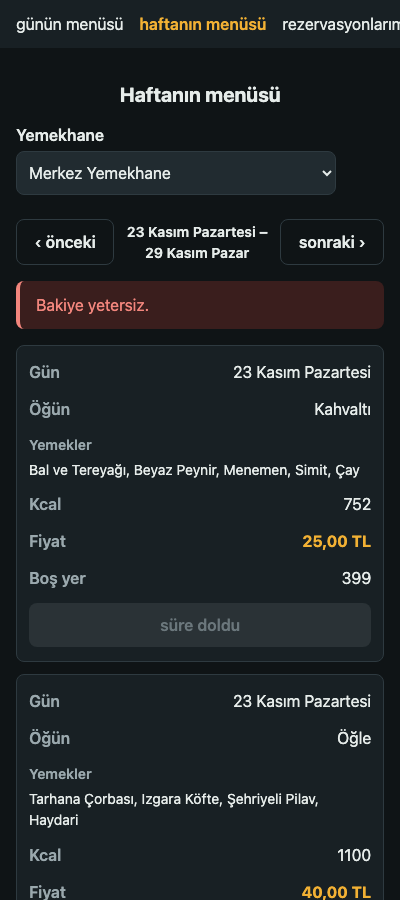 günün menüsü haftanın menüsü rezervasyonlarım
Haftanın menüsü
Yemekhane
Merkez Yemekhane
‹ önceki
23 Kasım Pazartesi –
29 Kasım Pazar
sonraki ›
Bakiye yetersiz.
Gün 23 Kasım Pazartesi
Öğün Kahvaltı
Yemekler
Bal ve Tereyağı, Beyaz Peynir, Menemen, Simit, Çay
Kcal 752
Fiyat 25,00 TL
Boş yer 399
süre doldu
Gün 23 Kasım Pazartesi
Öğün Öğle
Yemekler
Tarhana Çorbası, Izgara Köfte, Şehriyeli Pilav,
Haydari
Kcal 1100
Fiyat 40,00 TL